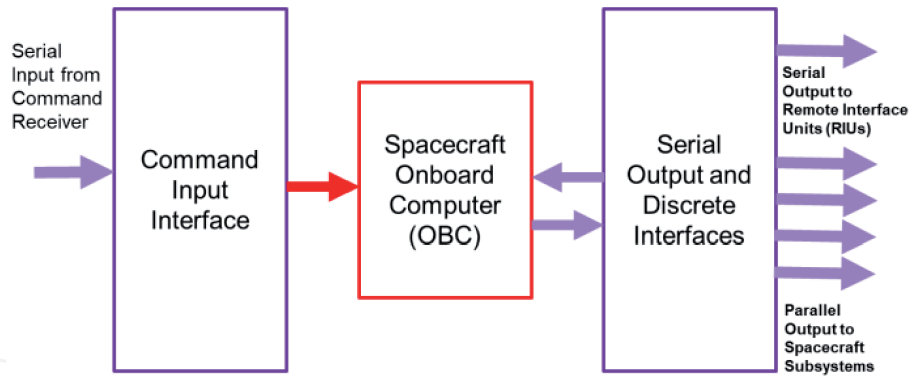 Serial
Input from
Command
Receiver
Command
Input
Interface
Spacecraft
Onboard
Computer
(OBC)
Serial
Output and
Discrete
Interfaces
Serial
Output to
Remote Interface
Units (RIUs)
Parallel
Output to
Spacecraft
Subsystems